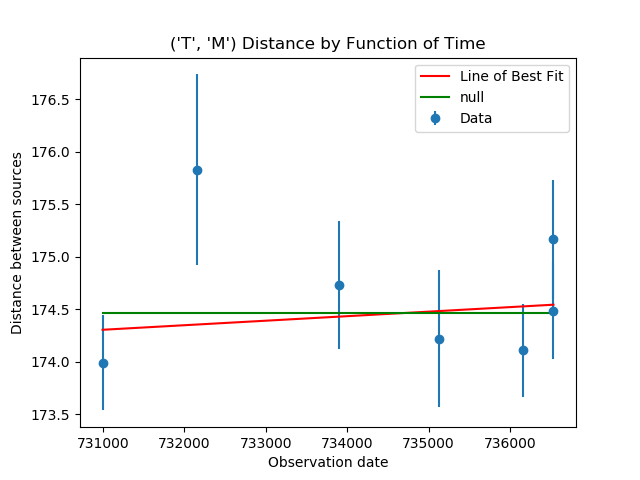 ('T', 'M') Distance by Function of Time
Line of Best Fit
null
Data
Distance between sources
176.5
176.0
175.5
175.0
174.5
174.0
173.5
731000 732000 733000 734000 735000 736000
Observation date